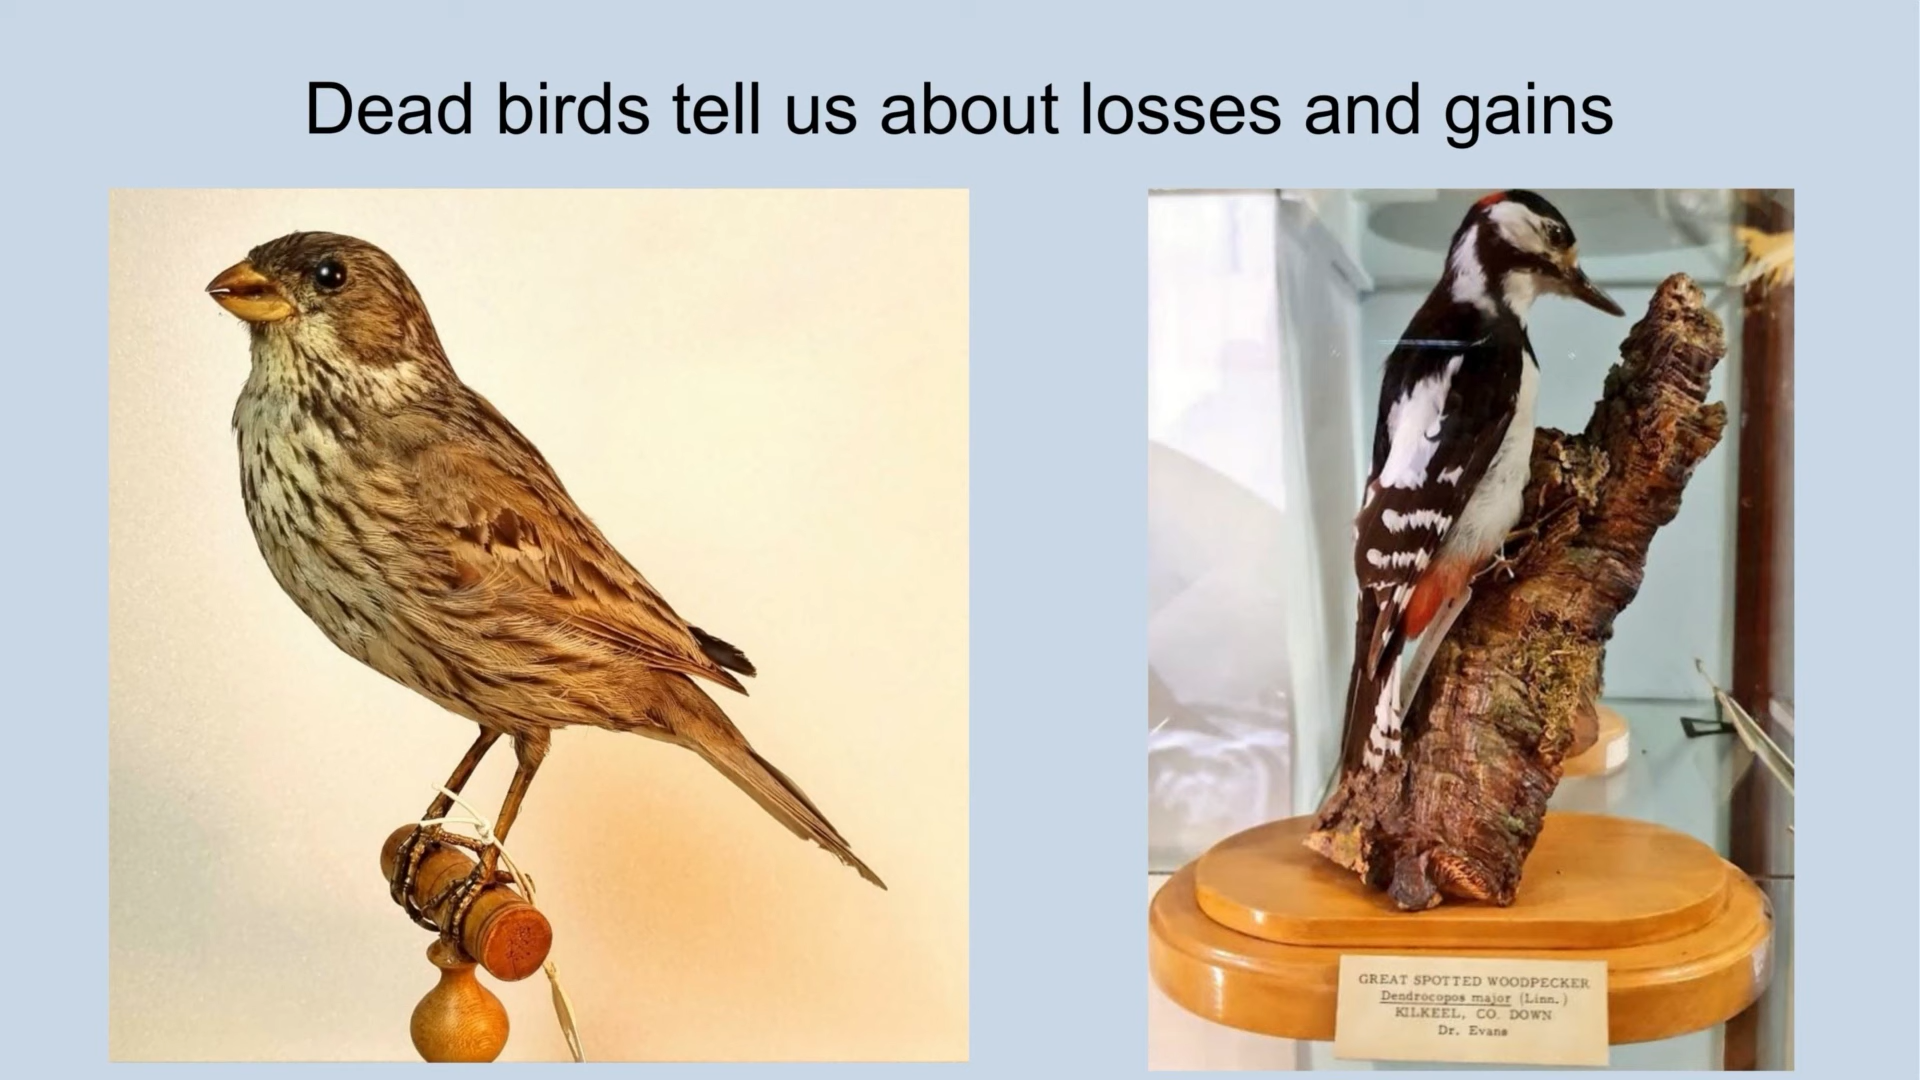 Dead birds tell us about losses and gains
GREAT SPOTTED WOODPECKER
Dendrocopos major (Linn.)
KILKEEL, CO. DOWN
Dr. Evans